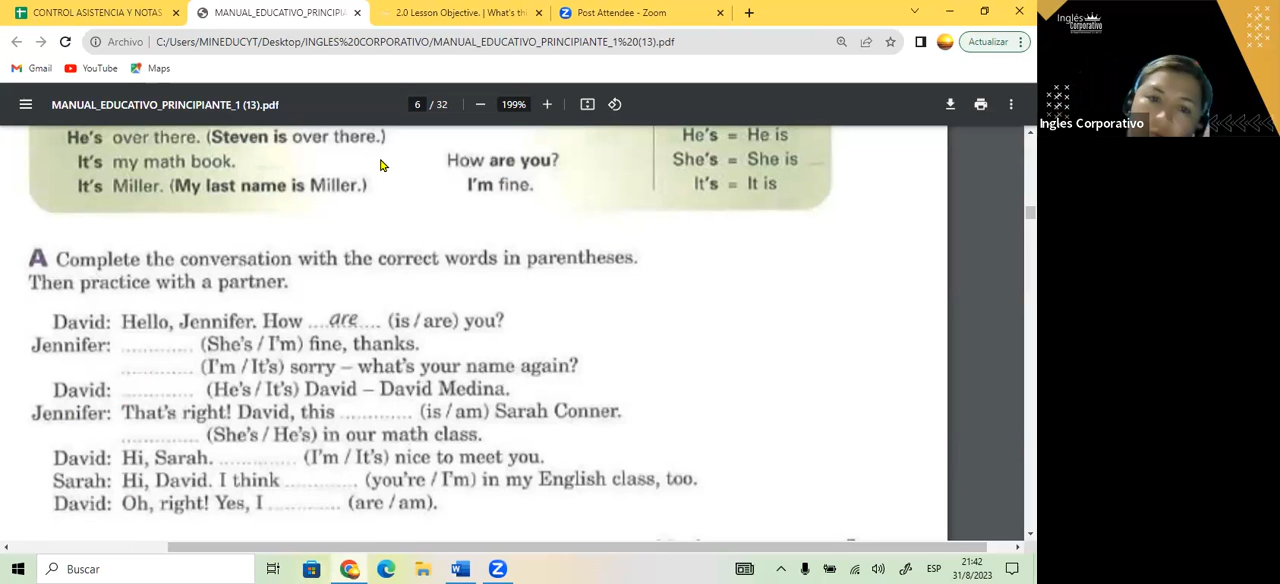 CONTROL ASISTENCIA Y NOTAS
MANUAL_EDUCATIVO_PRINCIPIA
2.0 Lesson Objective. | What's th
Post Attendee - Zoom
Archivo
C:/Users/MINEDUCYT/Desktop/INGLES%20CORPORATIVO/MANUAL_EDUCATIVO_PRINCIPIANTE_1%20(13).pdf
Actualizar
Gmail
YouTube
Maps
MANUAL_EDUCATIVO_PRINCIPIANTE_1 (13).pdf
6 / 32
199%
He's over there. (Steven is over there.)
It's my math book.
It's Miller. (My last name is Miller.)
How are you?
I'm fine.
He's = He is
She's = She is
It's = It is
A Complete the conversation with the correct words in parentheses.
Then practice with a partner.
David: Hello, Jennifer. How ....are.... (is / are) you?
Jennifer: ............ (She's / I'm) fine, thanks.
............ (I'm / It's) sorry – what's your name again?
David: ............ (He's / It's) David – David Medina.
Jennifer: That's right! David, this ............ (is / am) Sarah Conner.
............ (She's / He's) in our math class.
David: Hi, Sarah. ............ (I'm / It's) nice to meet you.
Sarah: Hi, David. I think ............ (you're / I'm) in my English class, too.
David: Oh, right! Yes, I ............ (are / am).
Inglés
Corporativo
Ingles Corporativo
Buscar
ESP
21:42
31/8/2023